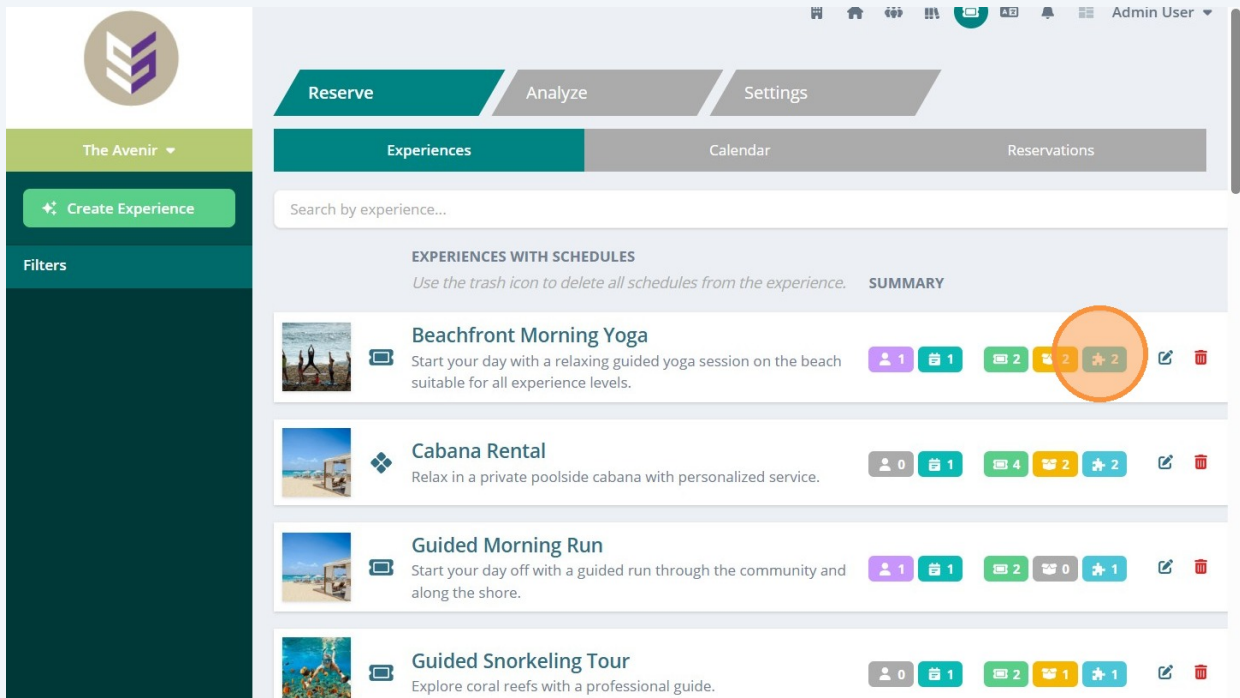 Admin User
Reserve
Analyze
Settings
The Avenir
Experiences
Calendar
Reservations
Create Experience
Search by experience...
Filters
EXPERIENCES WITH SCHEDULES
Use the trash icon to delete all schedules from the experience.
SUMMARY
Beachfront Morning Yoga
Start your day with a relaxing guided yoga session on the beach
suitable for all experience levels.
1 1 2 2 2
Cabana Rental
Relax in a private poolside cabana with personalized service.
0 1 4 2 2
Guided Morning Run
Start your day off with a guided run through the community and
along the shore.
1 1 2 0 1
Guided Snorkeling Tour
Explore coral reefs with a professional guide.
0 1 2 1 1